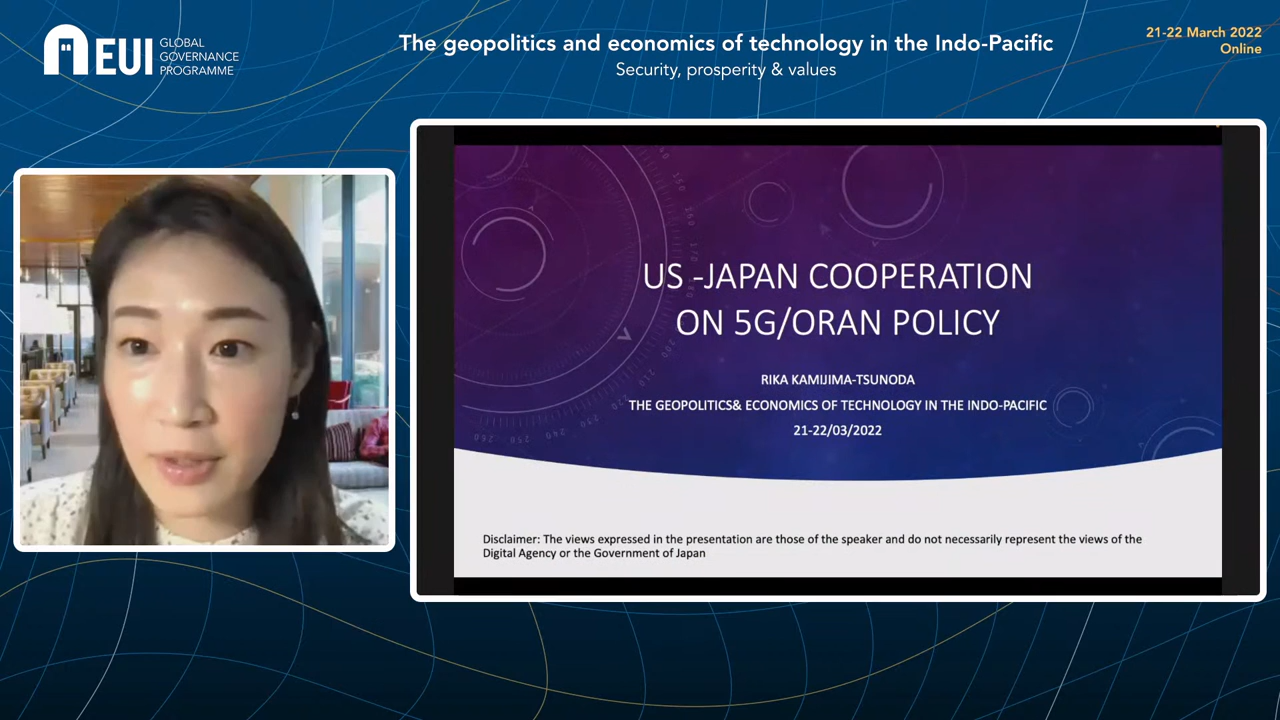 EUI
GLOBAL
GOVERNANCE
PROGRAMME
The geopolitics and economics of technology in the Indo-Pacific
Security, prosperity & values
21-22 March 2022
Online
US -JAPAN COOPERATION
ON 5G/ORAN POLICY
RIKA KAMIJIMA-TSUNODA
THE GEOPOLITICS& ECONOMICS OF TECHNOLOGY IN THE INDO-PACIFIC
21-22/03/2022
Disclaimer: The views expressed in the presentation are those of the speaker and do not necessarily represent the views of the
Digital Agency or the Government of Japan